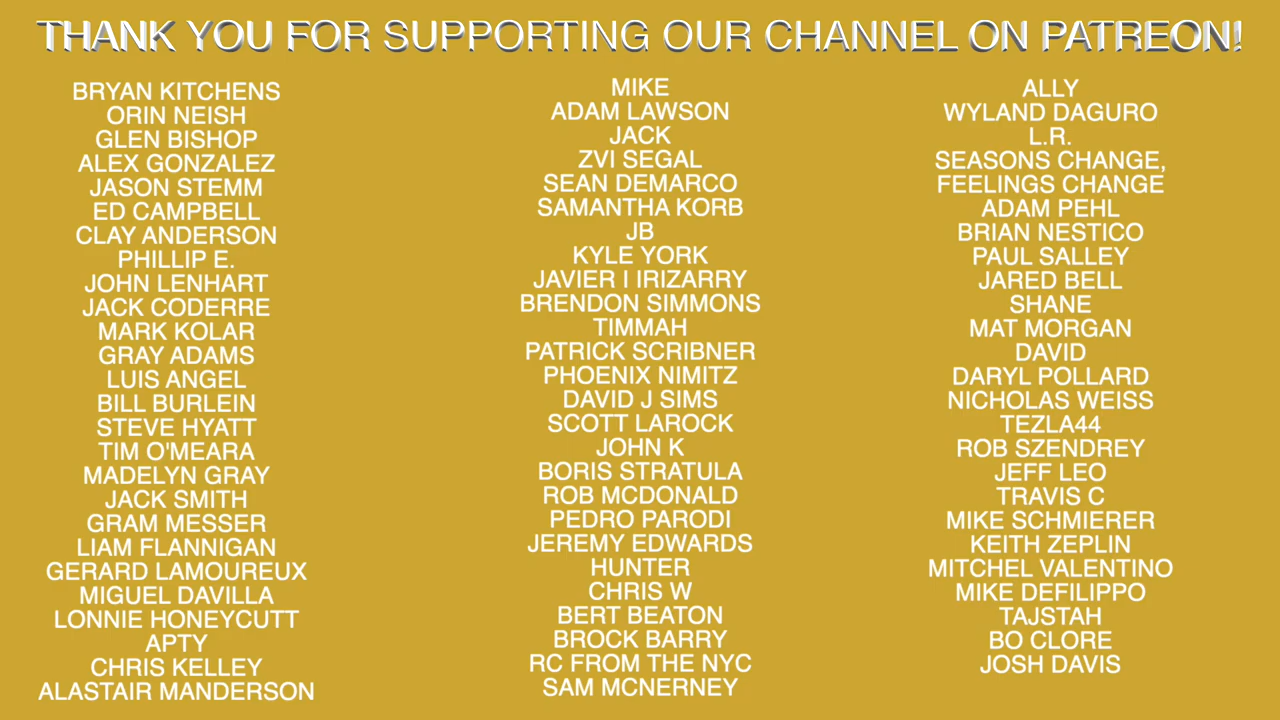 THANK YOU FOR SUPPORTING OUR CHANNEL ON PATREON!
BRYAN KITCHENS
ORIN NEISH
GLEN BISHOP
ALEX GONZALEZ
JASON STEMM
ED CAMPBELL
CLAY ANDERSON
PHILLIP E.
JOHN LENHART
JACK CODERRE
MARK KOLAR
GRAY ADAMS
LUIS ANGEL
BILL BURLEIN
STEVE HYATT
TIM O'MEARA
MADELYN GRAY
JACK SMITH
GRAM MESSER
LIAM FLANNIGAN
GERARD LAMOUREUX
MIGUEL DAVILLA
LONNIE HONEYCUTT
APTY
CHRIS KELLEY
ALASTAIR MANDERSON
MIKE
ADAM LAWSON
JACK
ZVI SEGAL
SEAN DEMARCO
SAMANTHA KORB
JB
KYLE YORK
JAVIER I IRIZARRY
BRENDON SIMMONS
TIMMAH
PATRICK SCRIBNER
PHOENIX NIMITZ
DAVID J SIMS
SCOTT LAROCK
JOHN K
BORIS STRATULA
ROB MCDONALD
PEDRO PARODI
JEREMY EDWARDS
HUNTER
CHRIS W
BERT BEATON
BROCK BARRY
RC FROM THE NYC
SAM MCNERNEY
ALLY
WYLAND DAGURO
L.R.
SEASONS CHANGE,
FEELINGS CHANGE
ADAM PEHL
BRIAN NESTICO
PAUL SALLEY
JARED BELL
SHANE
MAT MORGAN
DAVID
DARYL POLLARD
NICHOLAS WEISS
TEZLA44
ROB SZENDREY
JEFF LEO
TRAVIS C
MIKE SCHMIERER
KEITH ZEPLIN
MITCHEL VALENTINO
MIKE DEFILIPPO
TAJSTAH
BO CLORE
JOSH DAVIS